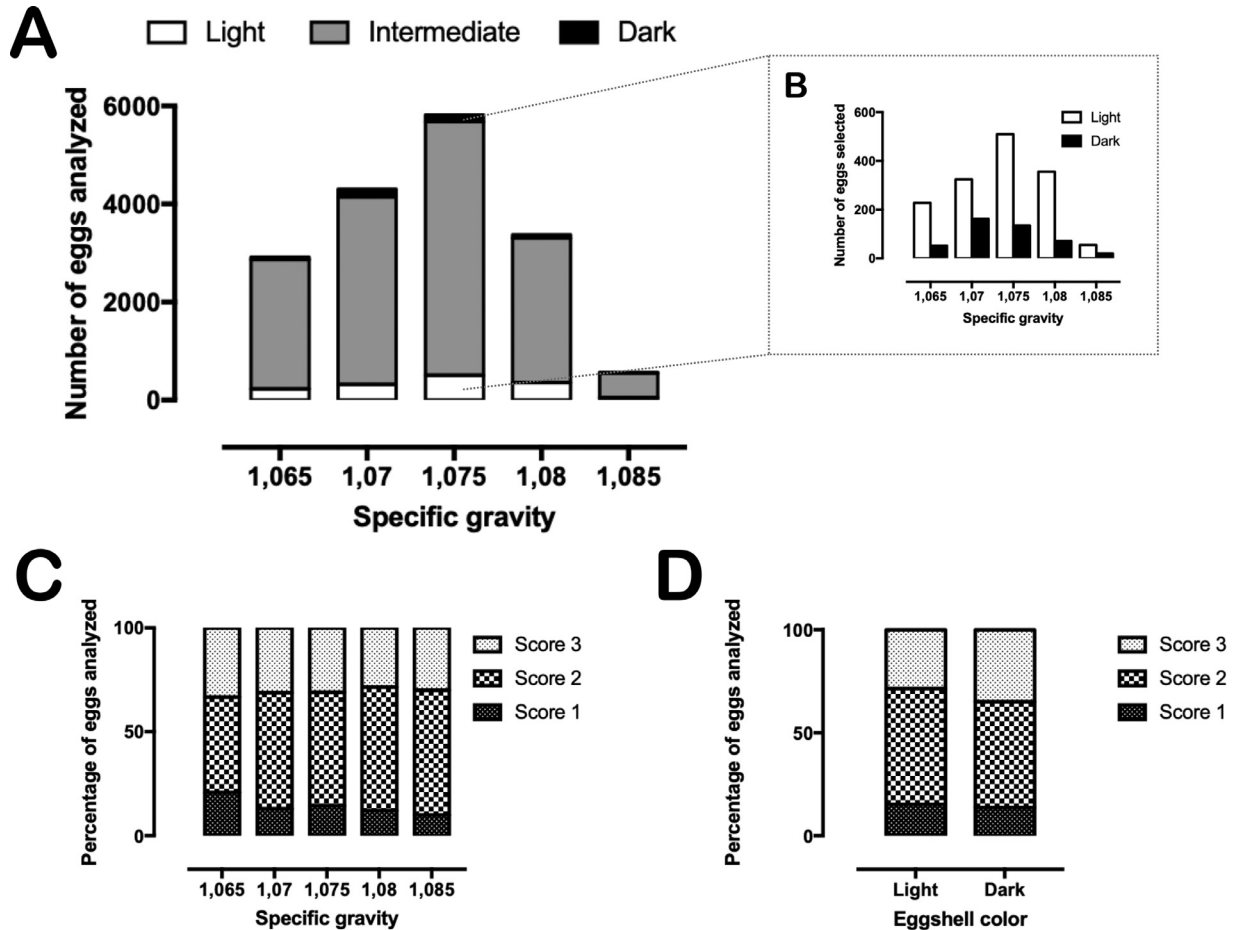 A
Light Intermediate Dark
Number of eggs analyzed
6000
4000
2000
0
1,065 1,07 1,075 1,08 1,085
Specific gravity
B
Number of eggs selected
600
400
200
0
Light
Dark
1,065 1,07 1,075 1,08 1,085
Specific gravity
C
Percentage of eggs analyzed
100
50
0
Score 3
Score 2
Score 1
1,065 1,07 1,075 1,08 1,085
Specific gravity
D
Percentage of eggs analyzed
100
50
0
Score 3
Score 2
Score 1
Light Dark
Eggshell color